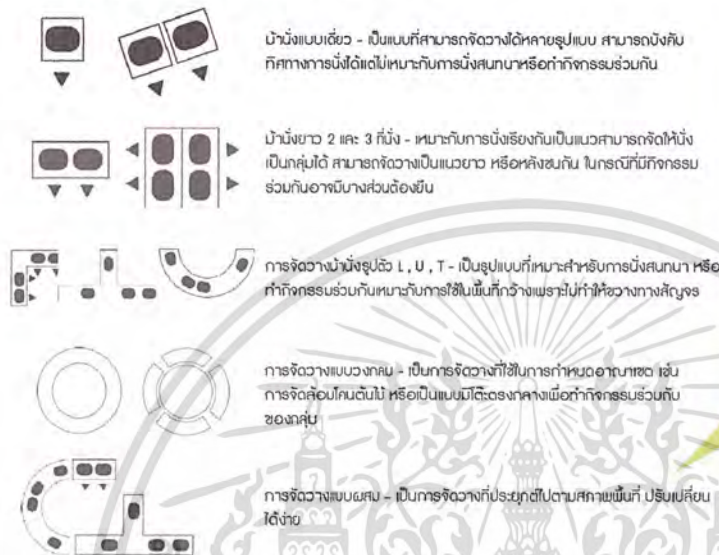 ม้านั่งแบบเดี่ยว - เป็นแบบที่สามารถจัดวางได้หลายรูปแบบ สามารถบังคับ
ทิศทางการนั่งได้แต่ไม่เหมาะกับการนั่งสนทนาหรือทำกิจกรรมร่วมกัน
ม้านั่งยาว 2 และ 3 ที่นั่ง - เหมาะกับการนั่งเรียงกันเป็นแนวสามารถจัดให้นั่ง
เป็นกลุ่มได้ สามารถจัดวางเป็นแนวยาว หรือหลังชนกัน ในกรณีที่มีกิจกรรม
ร่วมกันอาจมีบางส่วนต้องยืน
การจัดวางม้านั่งรูปตัว L , U , T - เป็นรูปแบบที่เหมาะสำหรับการนั่งสนทนา หรือ
ทำกิจกรรมร่วมกันเหมาะกับการใช้ในพื้นที่กว้างเพราะไม่ทำให้ขวางทางสัญจร
การจัดวางแบบวงกลม - เป็นการจัดวางที่ใช้ในการกำหนดอาณาเขต เช่น
การจัดล้อมโคนต้นไม้ หรือเป็นแบบมีโต๊ะตรงกลางเพื่อทำกิจกรรมร่วมกับ
ของกลุ่ม
การจัดวางแบบผสม - เป็นการจัดวางที่ประยุกต์ไปตามสภาพพื้นที่ ปรับเปลี่ยน
ได้ง่าย